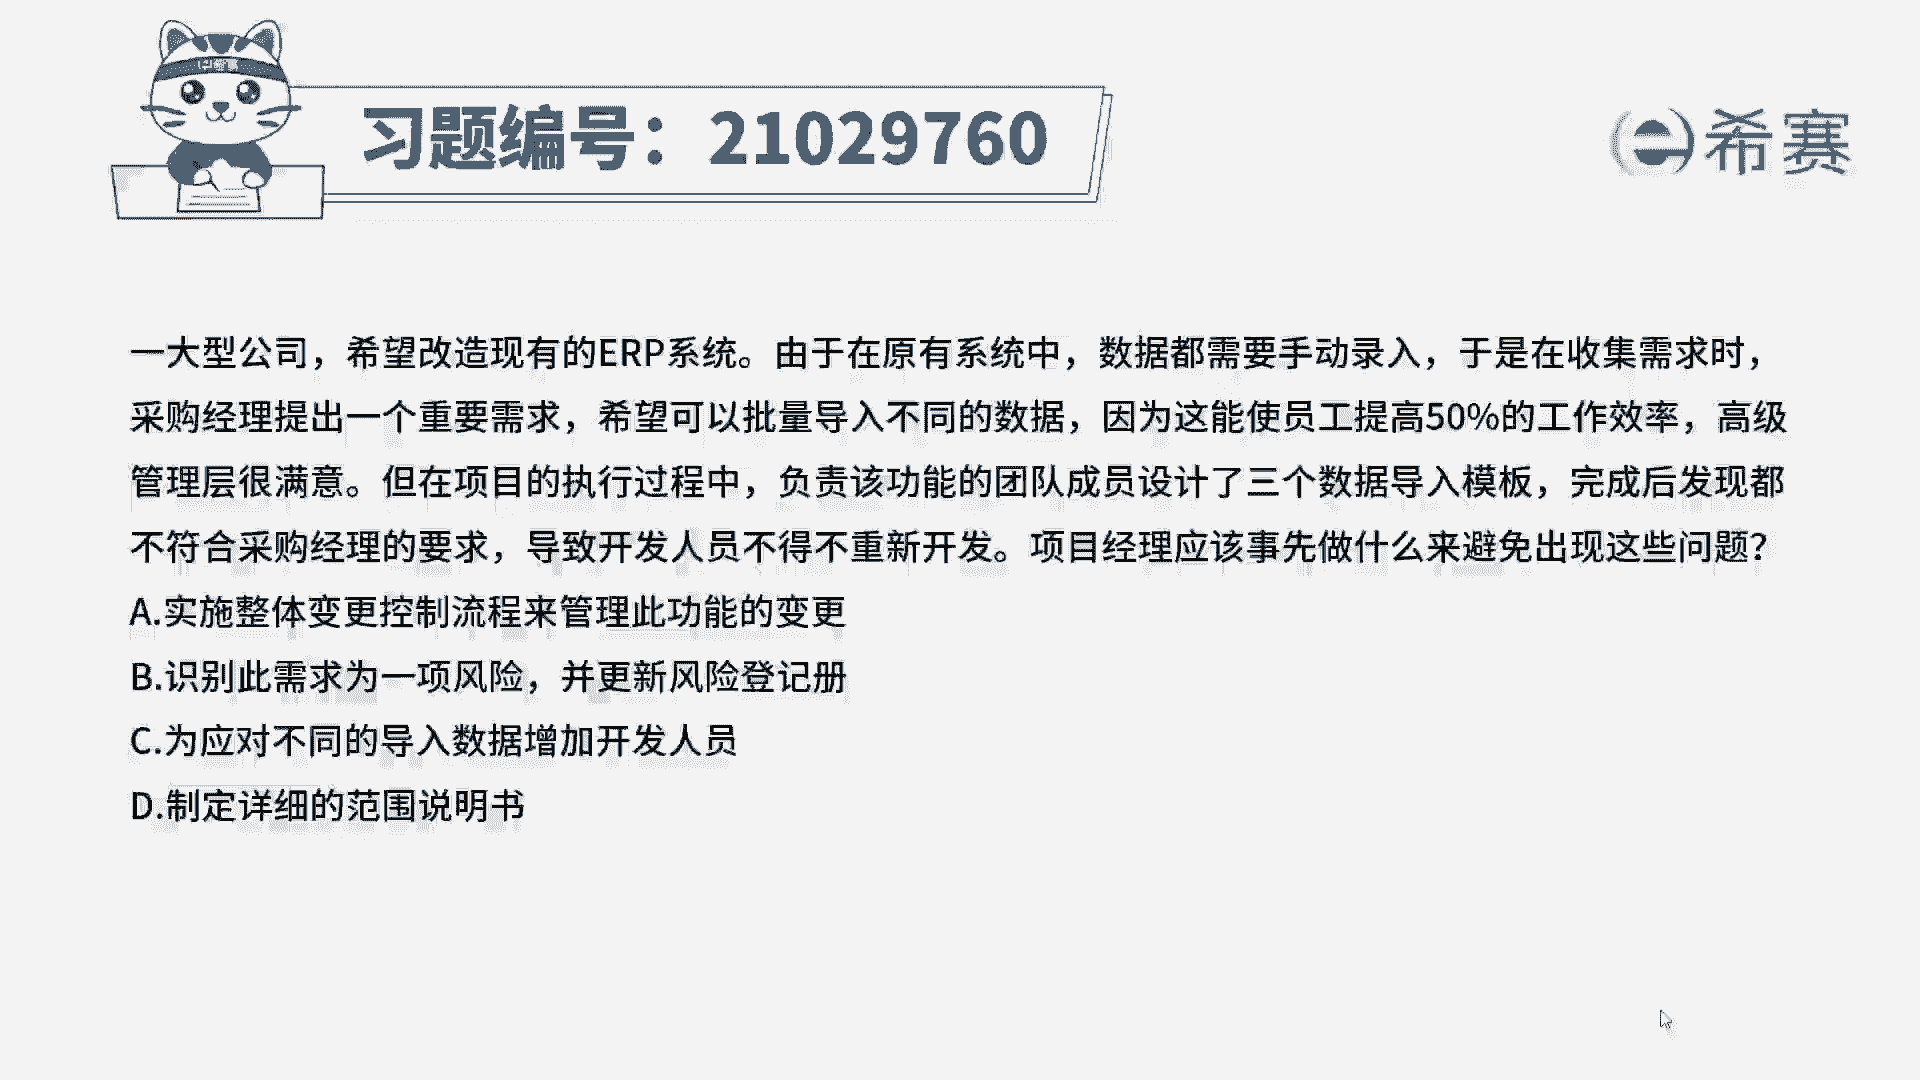 习题编号：21029760
希赛
一大型公司，希望改造现有的ERP系统。由于在原有系统中，数据都需要手动录入，于是在收集需求时，
采购经理提出一个重要需求，希望可以批量导入不同的数据，因为这能使员工提高50%的工作效率，高级
管理层很满意。但在项目的执行过程中，负责该功能的团队成员设计了三个数据导入模板，完成后发现都
不符合采购经理的要求，导致开发人员不得不重新开发。项目经理应该事先做什么来避免出现这些问题？
A.实施整体变更控制流程来管理此功能的变更
B.识别此需求为一项风险，并更新风险登记册
C.为应对不同的导入数据增加开发人员
D.制定详细的范围说明书